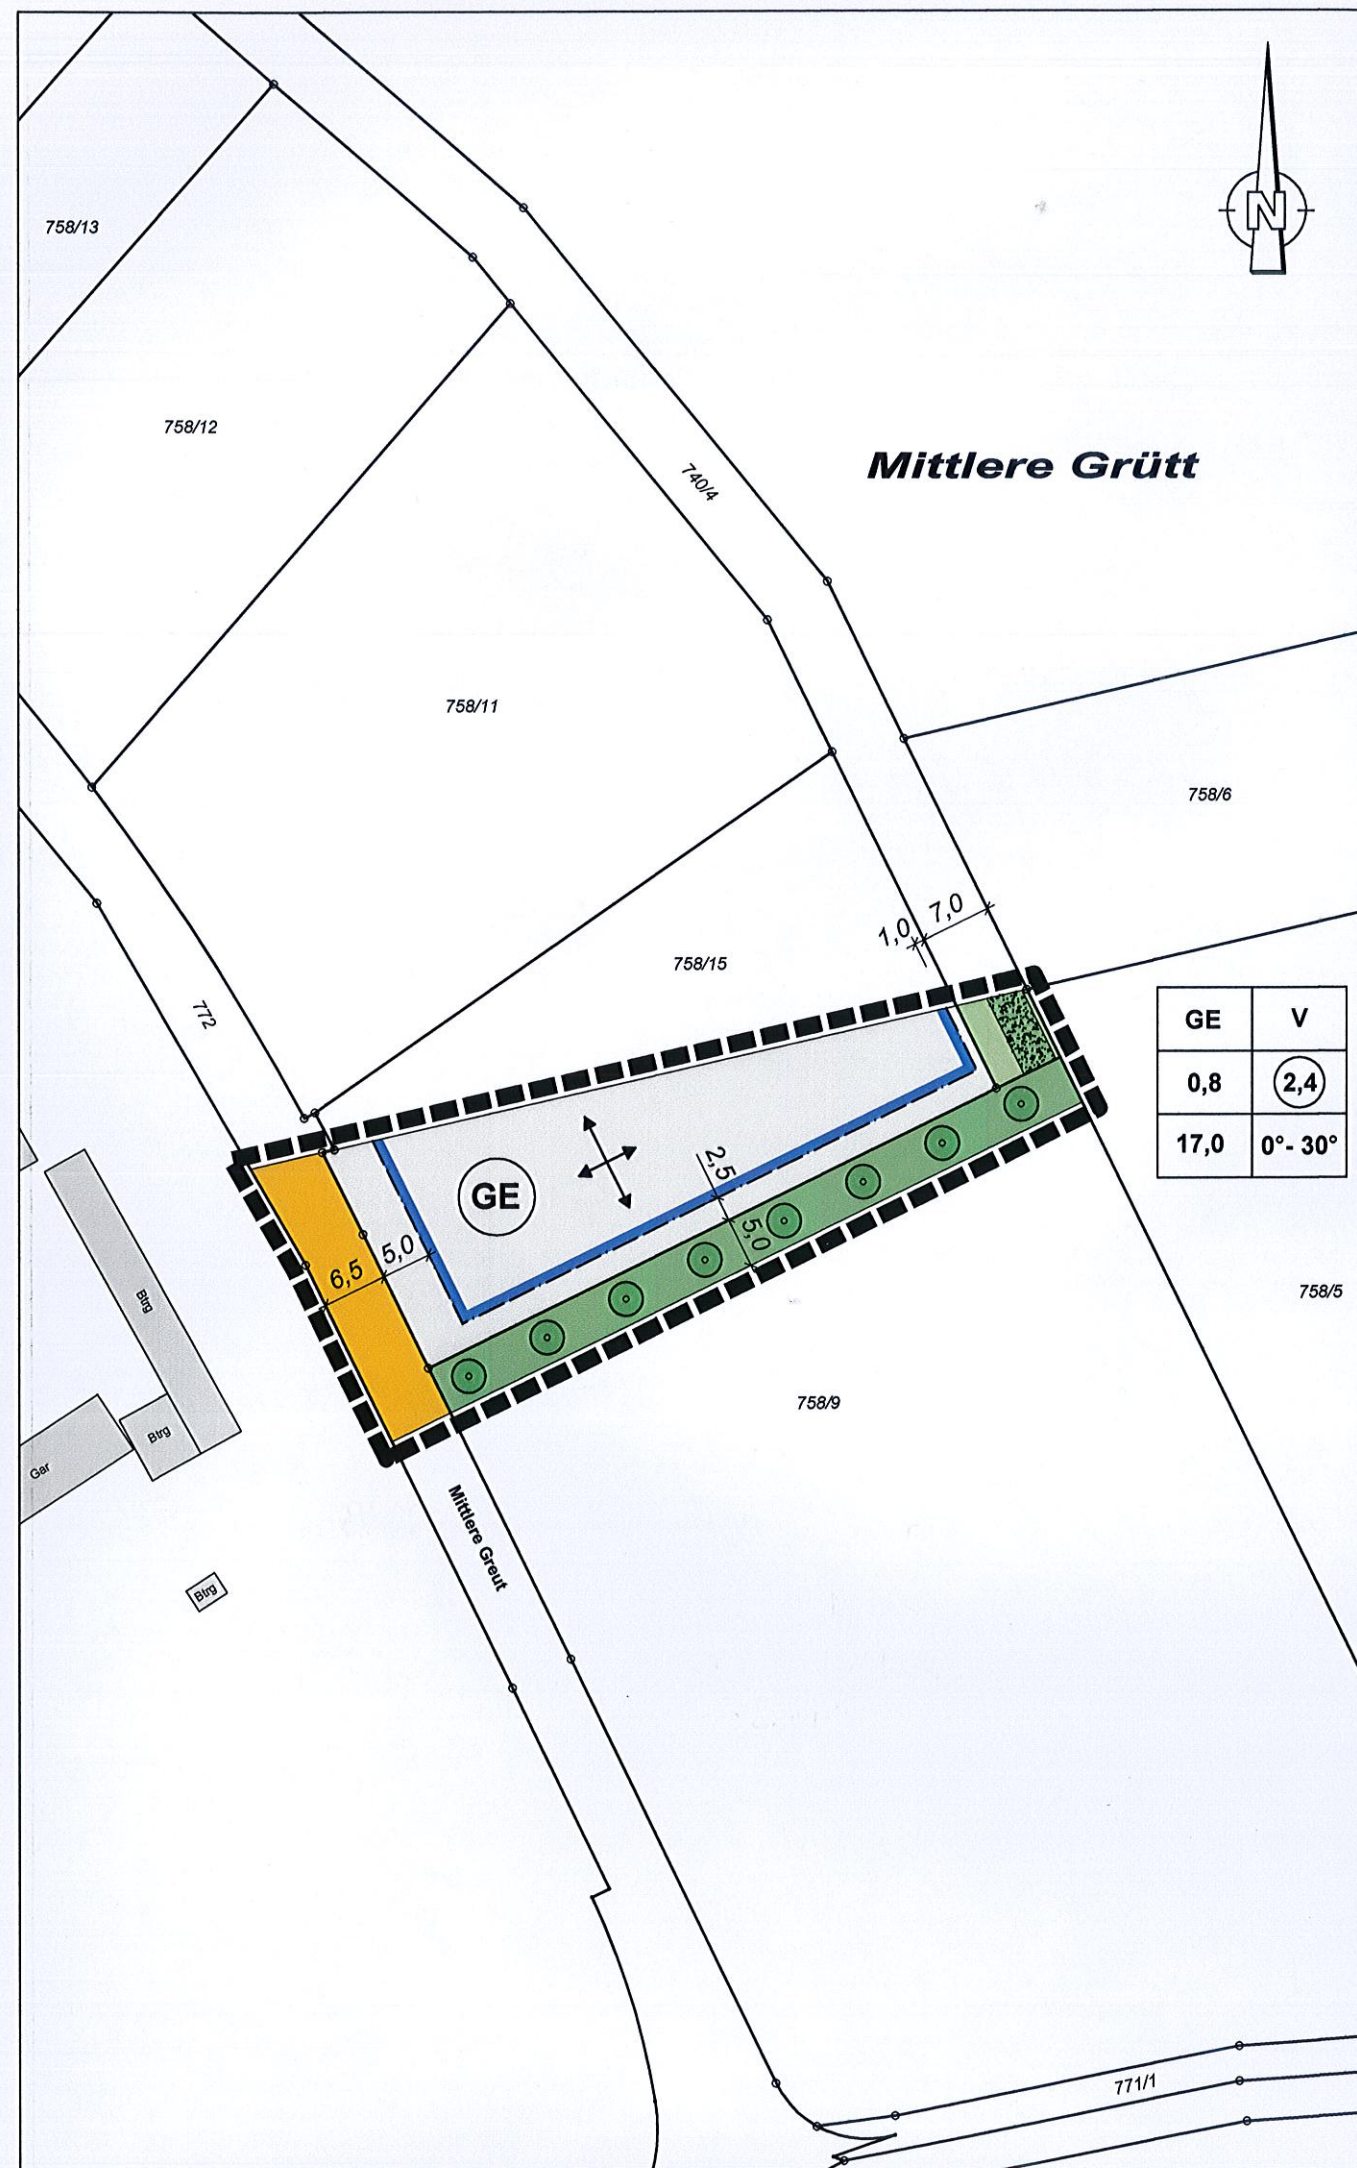 N
758/13
758/12
Mittlere Grütt
740/4
758/11
758/6
1,0 7,0
758/15
772
GE V
0,8 2,4
17,0 0°- 30°
GE
2,5
5,0
6,5 5,0
758/5
Btrg
758/9
Btrg
Gar
Mittlere Greut
Btrg
771/1